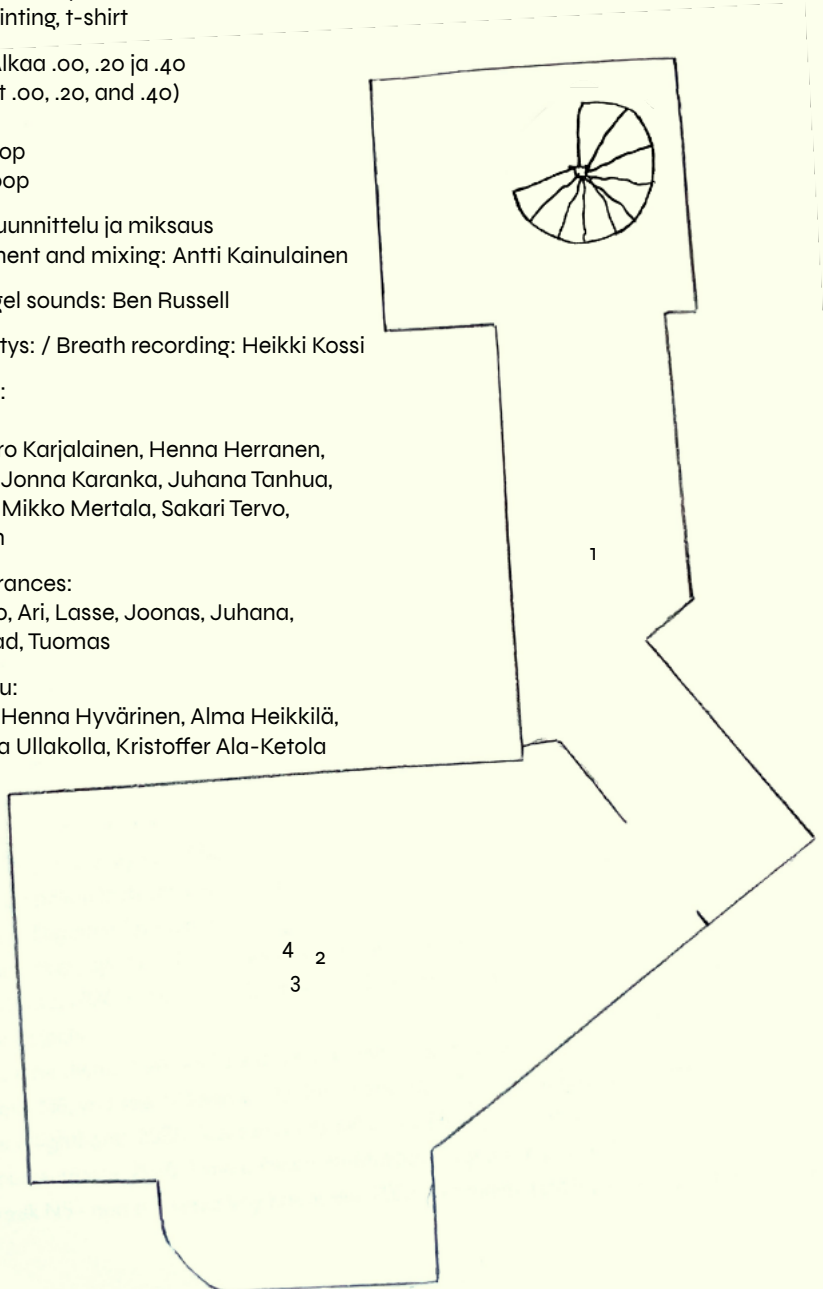 inting, t-shirt
lkaa .00, .20 ja .40
t .00, .20, and .40)
op
oop
uunnittelu ja miksaus
ment and mixing: Antti Kainulainen
gel sounds: Ben Russell
tys: / Breath recording: Heikki Kossi
:
ro Karjalainen, Henna Herranen,
Jonna Karanka, Juhana Tanhua,
Mikko Mertala, Sakari Tervo,
n
rances:
o, Ari, Lasse, Joonas, Juhana,
ad, Tuomas
u:
Henna Hyvärinen, Alma Heikkilä,
a Ullakolla, Kristoffer Ala-Ketola
1
4 2
3